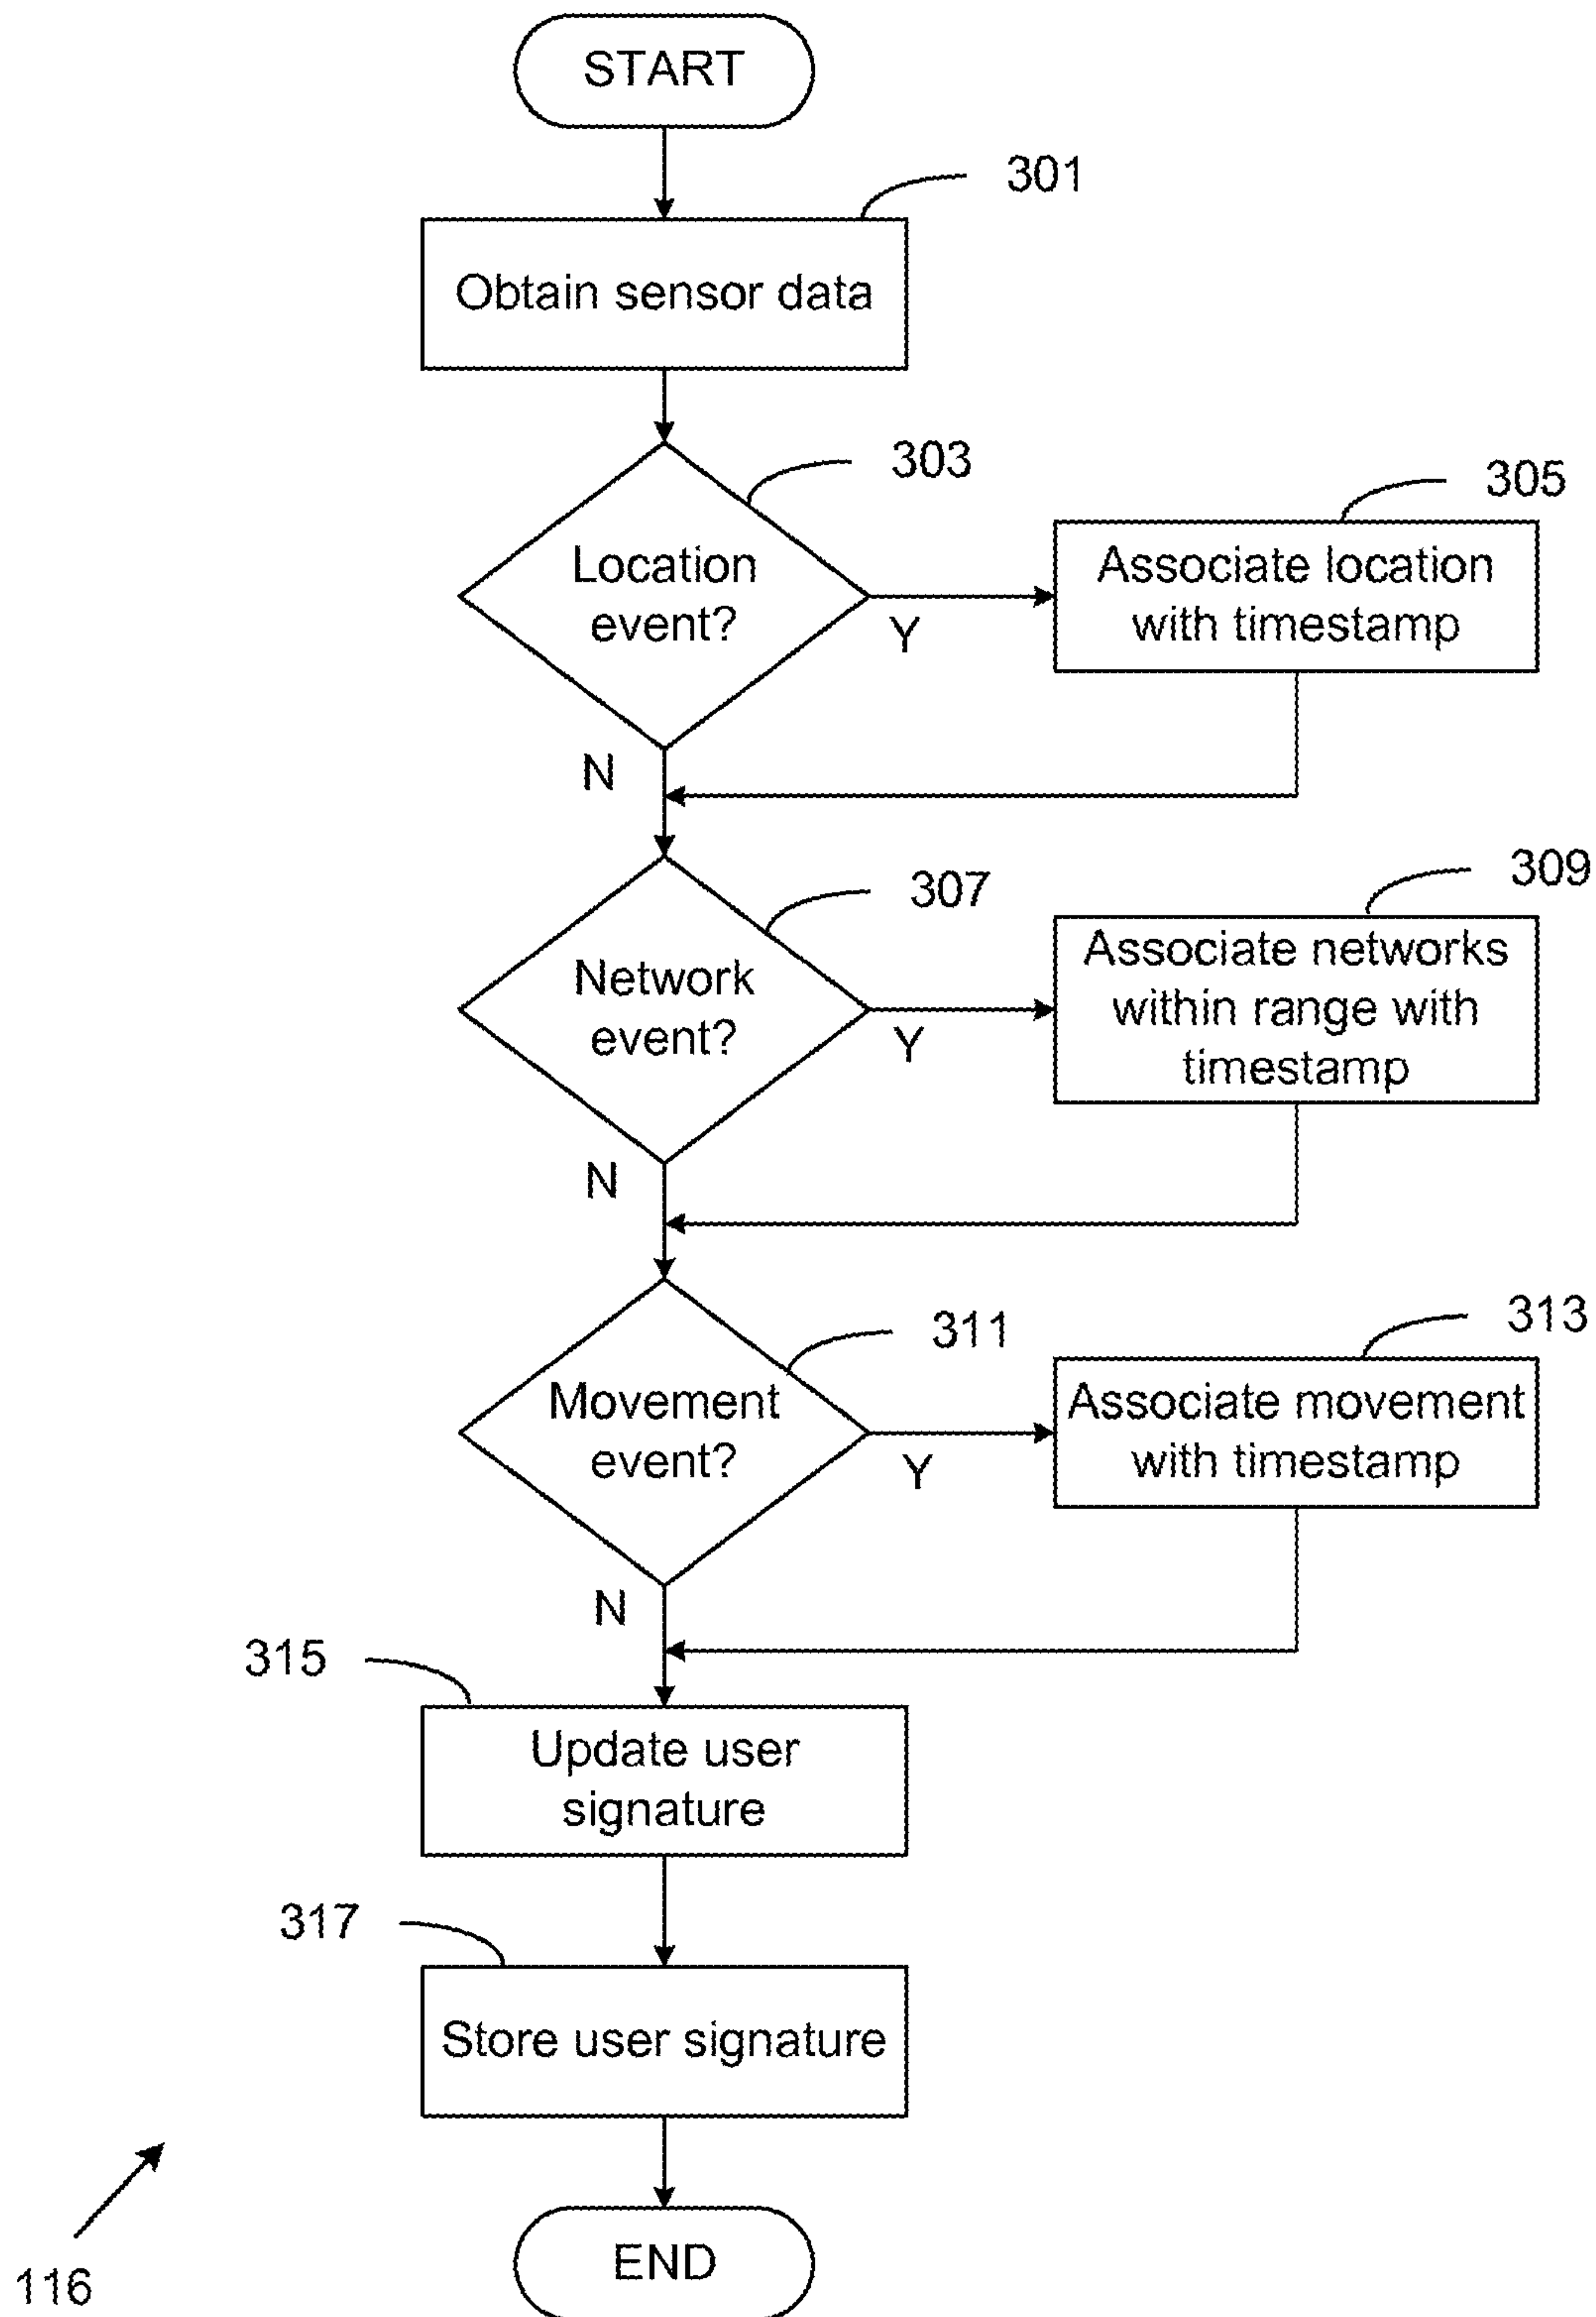 START
301
Obtain sensor data
303
305
Location
event?
Associate location
with timestamp
Y
N
307
309
Network
event?
Associate networks
within range with
timestamp
Y
N
311
313
Movement
event?
Associate movement
with timestamp
Y
N
315
Update user
signature
317
Store user signature
END
116